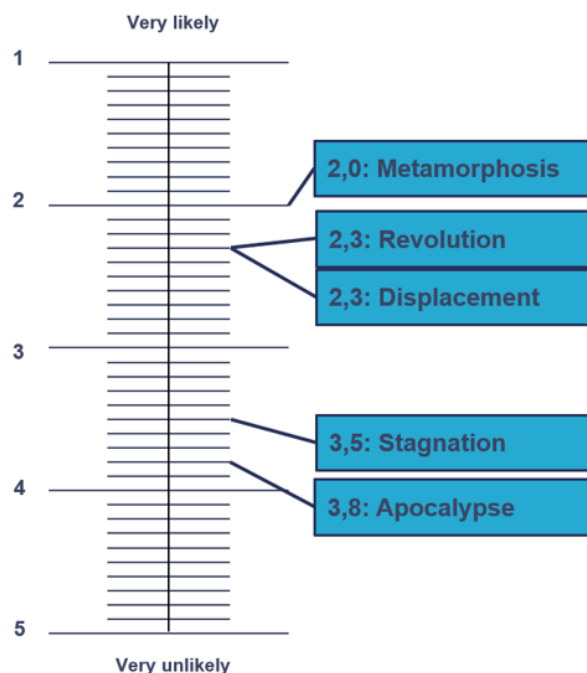 Very likely
1
2
2,0: Metamorphosis
2,3: Revolution
2,3: Displacement
3
3,5: Stagnation
4
3,8: Apocalypse
5
Very unlikely